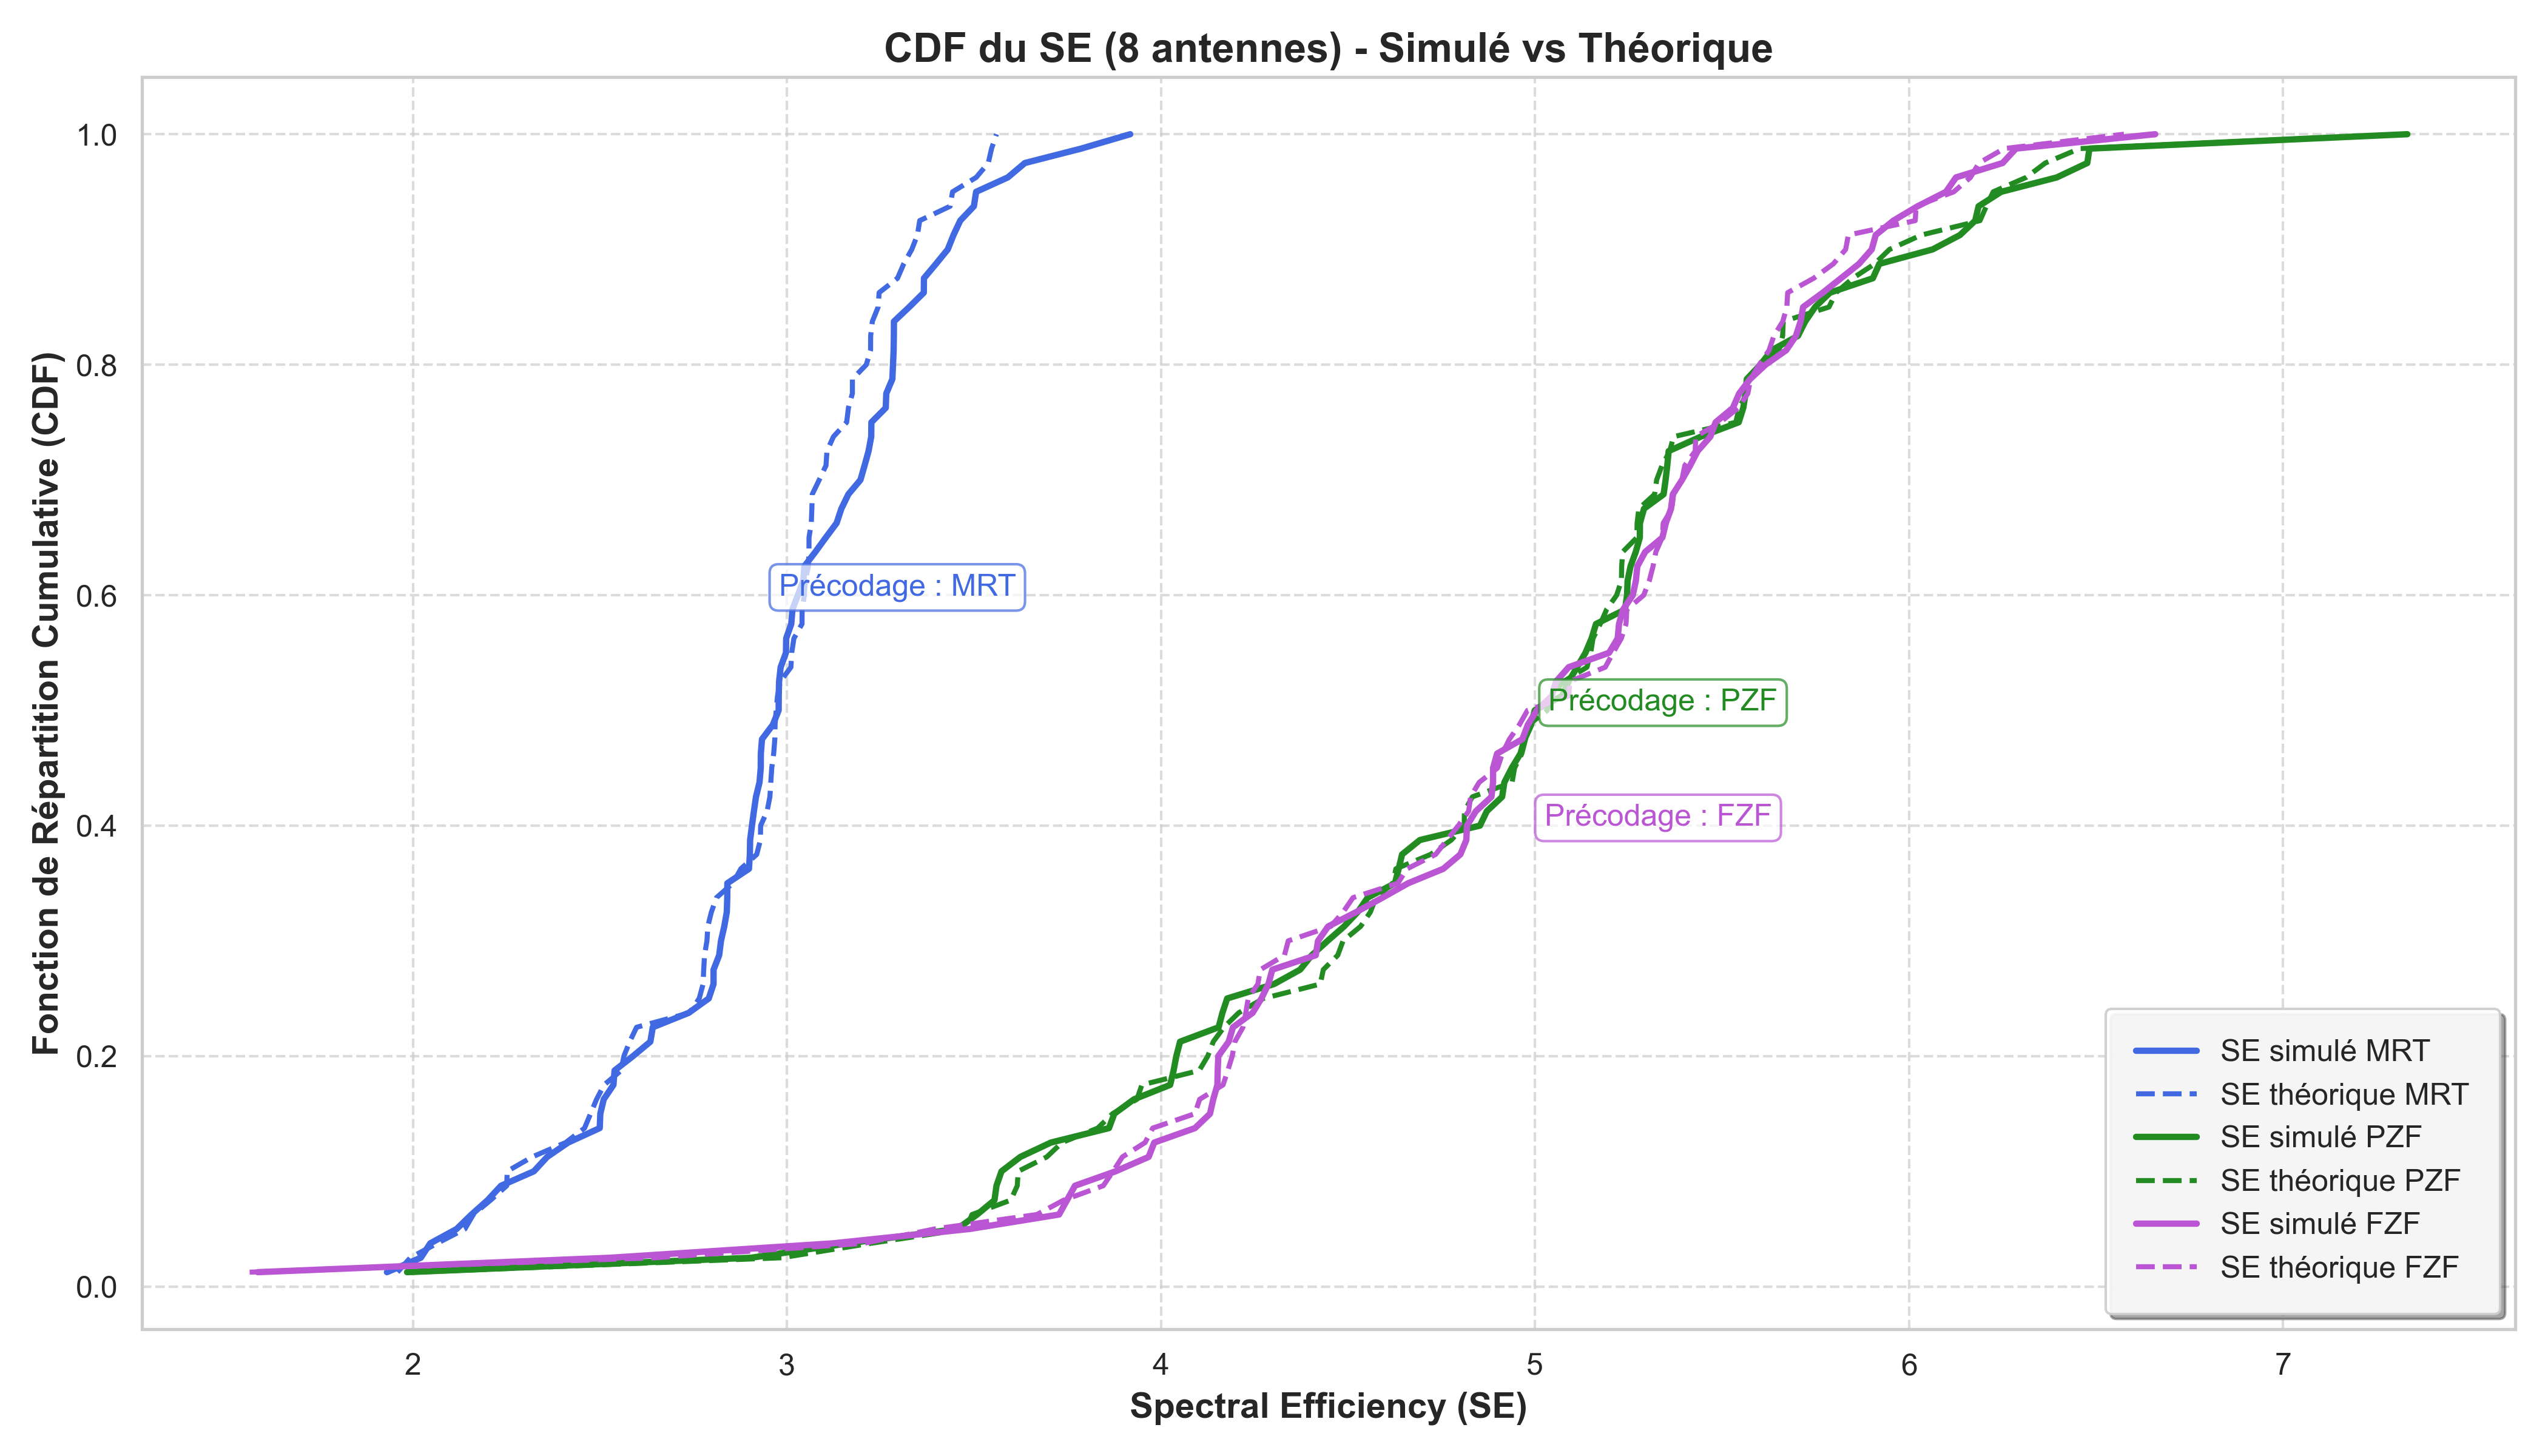 CDF du SE (8 antennes) - Simulé vs Théorique
Fonction de Répartition Cumulative (CDF)
1.0
0.8
0.6
0.4
0.2
0.0
Précodage : MRT
Précodage : PZF
Précodage : FZF
SE simulé MRT
SE théorique MRT
SE simulé PZF
SE théorique PZF
SE simulé FZF
SE théorique FZF
2 3 4 5 6 7
Spectral Efficiency (SE)